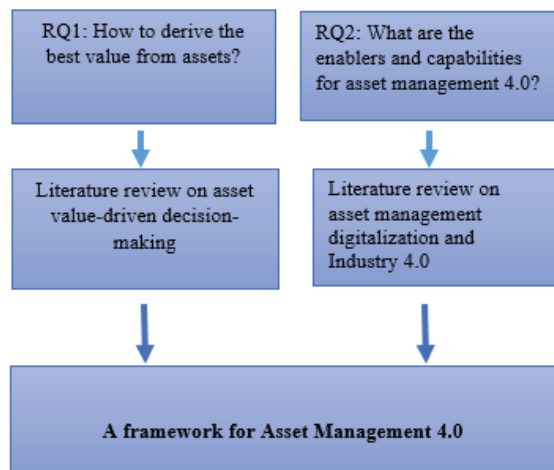 RQ1: How to derive the
best value from assets?
RQ2: What are the
enablers and capabilities
for asset management 4.0?
Literature review on asset
value-driven decision-
making
Literature review on
asset management
digitalization and
Industry 4.0
A framework for Asset Management 4.0